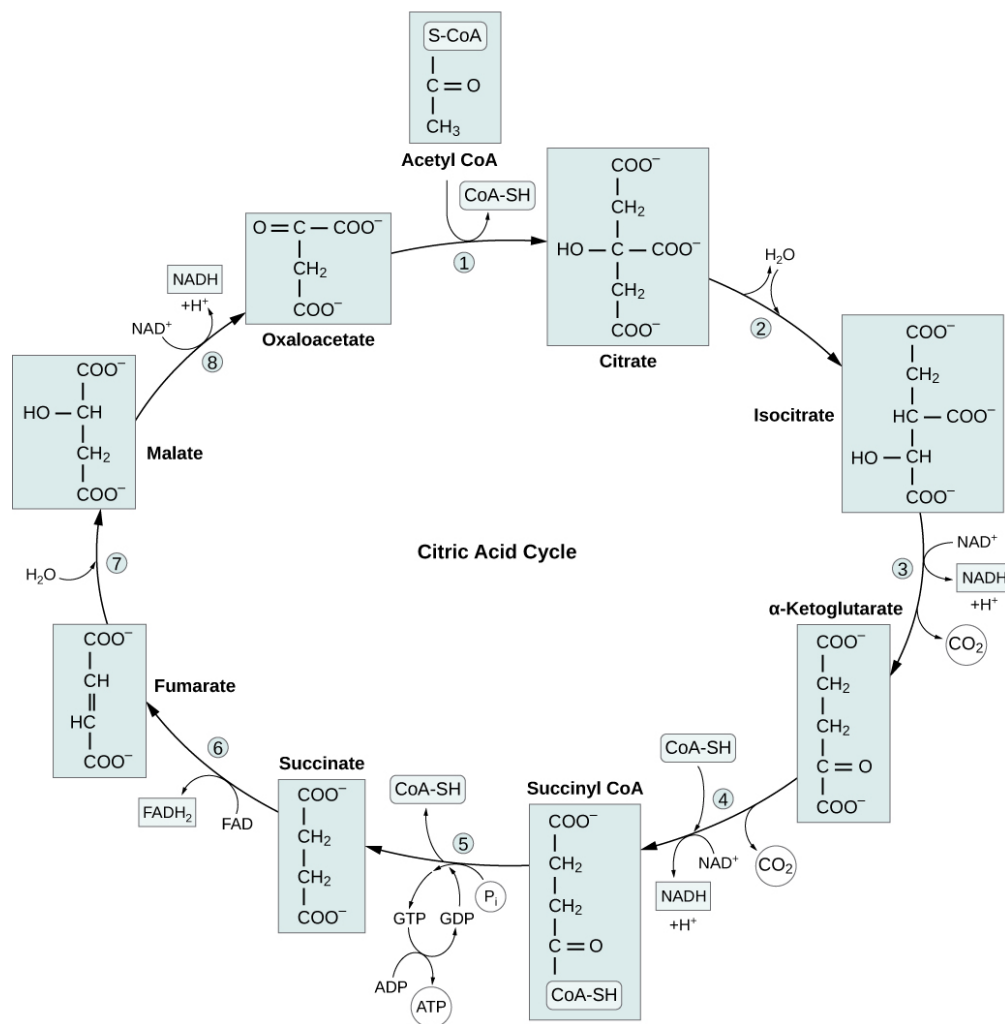 S-CoA
C = O
CH₃
Acetyl CoA
CoA-SH
1
O = C — COO⁻
CH₂
COO⁻
Oxaloacetate
COO⁻
CH₂
HO — C — COO⁻
CH₂
COO⁻
Citrate
H₂O
2
COO⁻
CH₂
HC — COO⁻
HO — CH
COO⁻
Isocitrate
3
NAD⁺
NADH
+H⁺
CO₂
α-Ketoglutarate
COO⁻
CH₂
CH₂
C = O
COO⁻
CoA-SH
4
CO₂
NAD⁺
NADH
+H⁺
Succinyl CoA
COO⁻
CH₂
CH₂
C = O
CoA-SH
CoA-SH
5
Pᵢ
GTP
GDP
ADP
ATP
Succinate
COO⁻
CH₂
CH₂
COO⁻
6
FADH₂
FAD
Fumarate
COO⁻
CH
HC
COO⁻
7
H₂O
Malate
COO⁻
HO — CH
CH₂
COO⁻
8
NAD⁺
NADH
+H⁺
Citric Acid Cycle